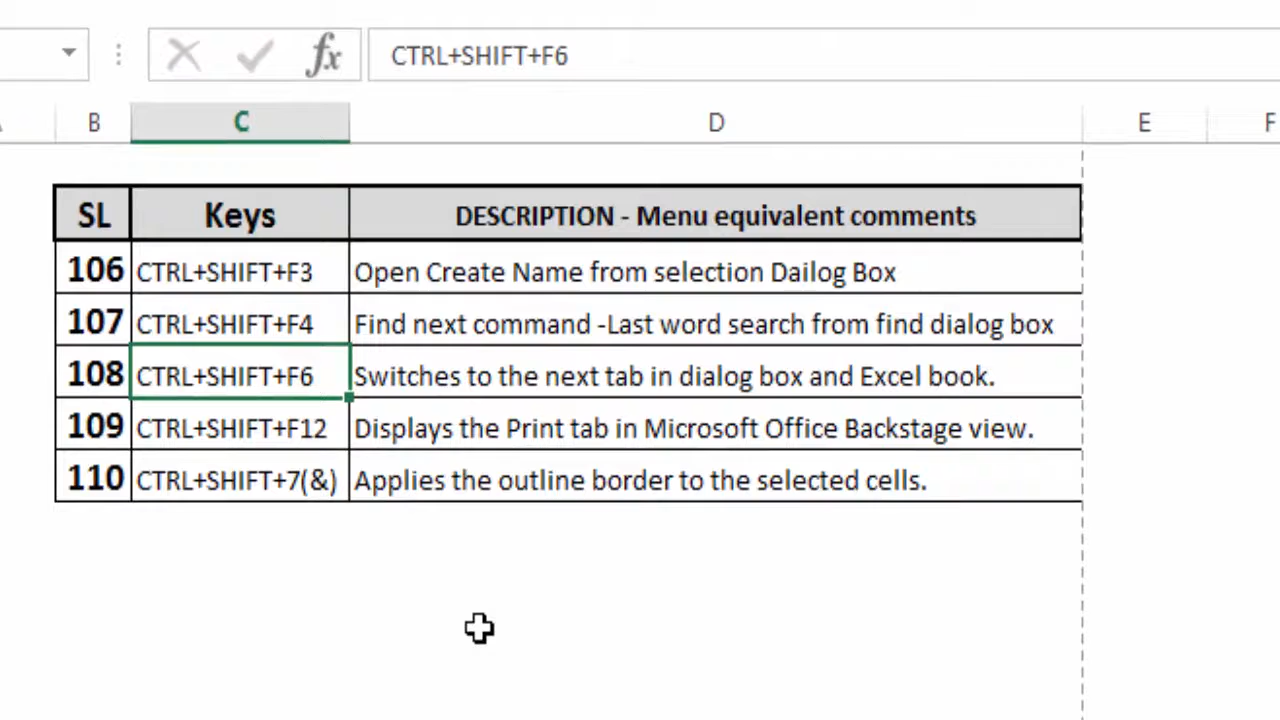 fx CTRL+SHIFT+F6
B C D E F
SL Keys DESCRIPTION - Menu equivalent comments
106 CTRL+SHIFT+F3 Open Create Name from selection Dailog Box
107 CTRL+SHIFT+F4 Find next command -Last word search from find dialog box
108 CTRL+SHIFT+F6 Switches to the next tab in dialog box and Excel book.
109 CTRL+SHIFT+F12 Displays the Print tab in Microsoft Office Backstage view.
110 CTRL+SHIFT+7(&) Applies the outline border to the selected cells.